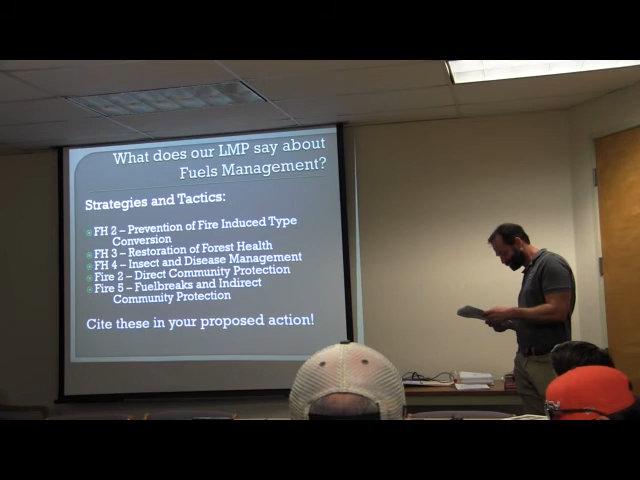 What does our LMP say about
Fuels Management?
Strategies and Tactics:
FH 2 – Prevention of Fire Induced Type
Conversion
FH 3 – Restoration of Forest Health
FH 4 – Insect and Disease Management
Fire 2 – Direct Community Protection
Fire 5 – Fuelbreaks and Indirect
Community Protection
Cite these in your proposed action!